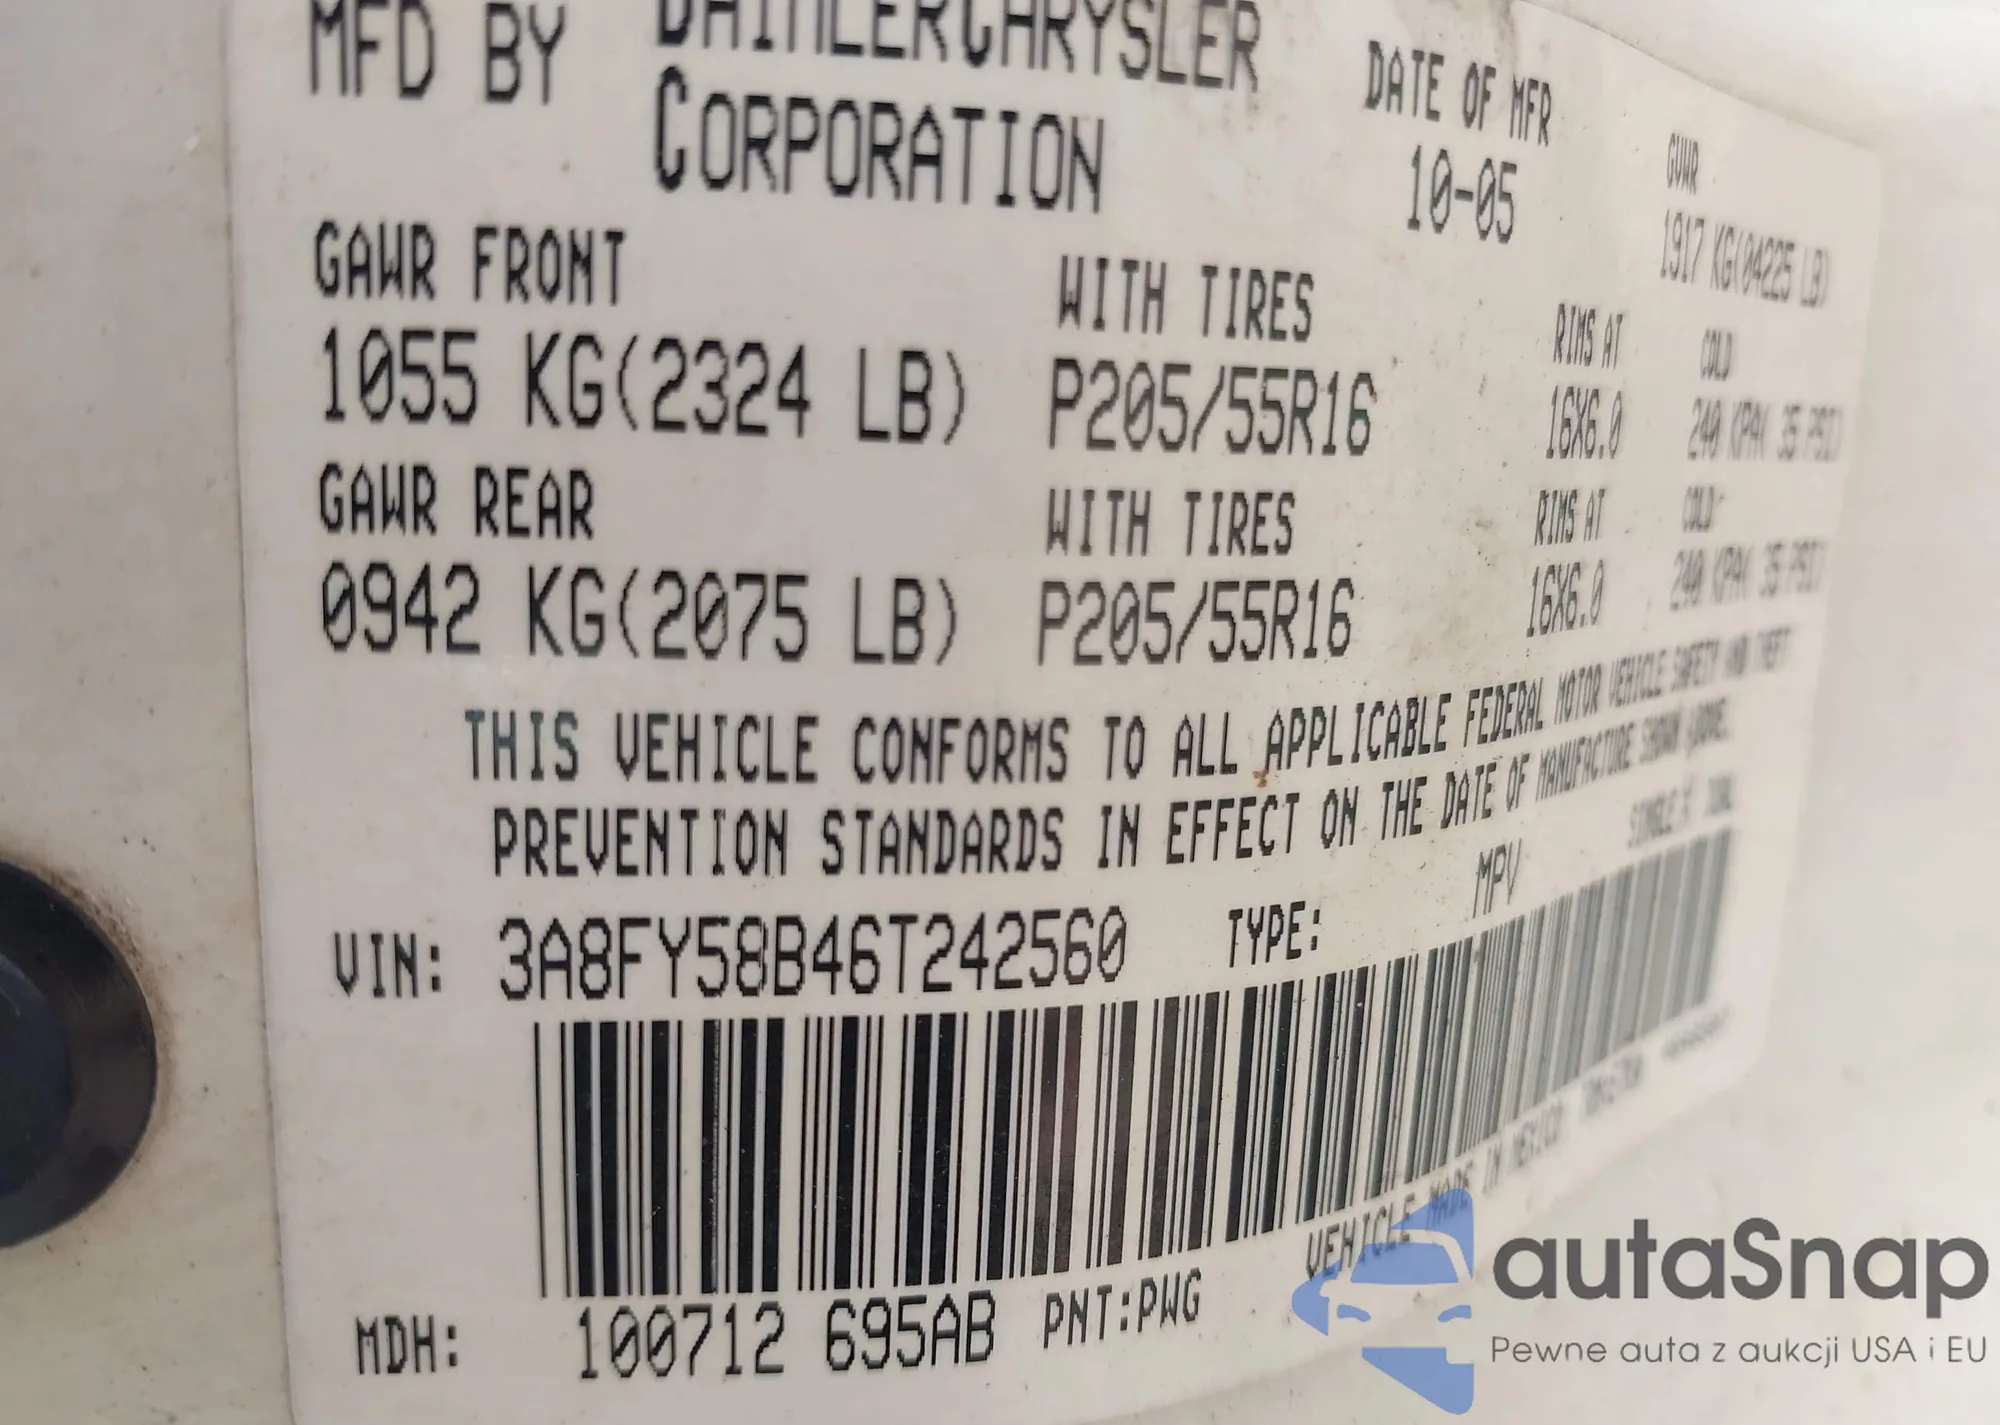 MFD BY DAIMLERCHRYSLER
CORPORATION
DATE OF MFR
10-05
GVWR
1917 KG(04225 LB)
GAWR FRONT WITH TIRES RIMS AT COLD
1055 KG(2324 LB) P205/55R16 16X6.0 240 KPA( 35 PSI)
GAWR REAR WITH TIRES RIMS AT COLD:
0942 KG(2075 LB) P205/55R16 16X6.0 240 KPA( 35 PSI)
THIS VEHICLE CONFORMS TO ALL APPLICABLE FEDERAL MOTOR VEHICLE SAFETY AND THEFT
PREVENTION STANDARDS IN EFFECT ON THE DATE OF MANUFACTURE SHOWN ABOVE.
VIN: 3A8FY58B46T242560 TYPE: MPV SINGLE X
MDH: 100712 695AB PNT:PWG VEHICLE MADE IN MEXICO
autaSnap
Pewne auta z aukcji USA i EU